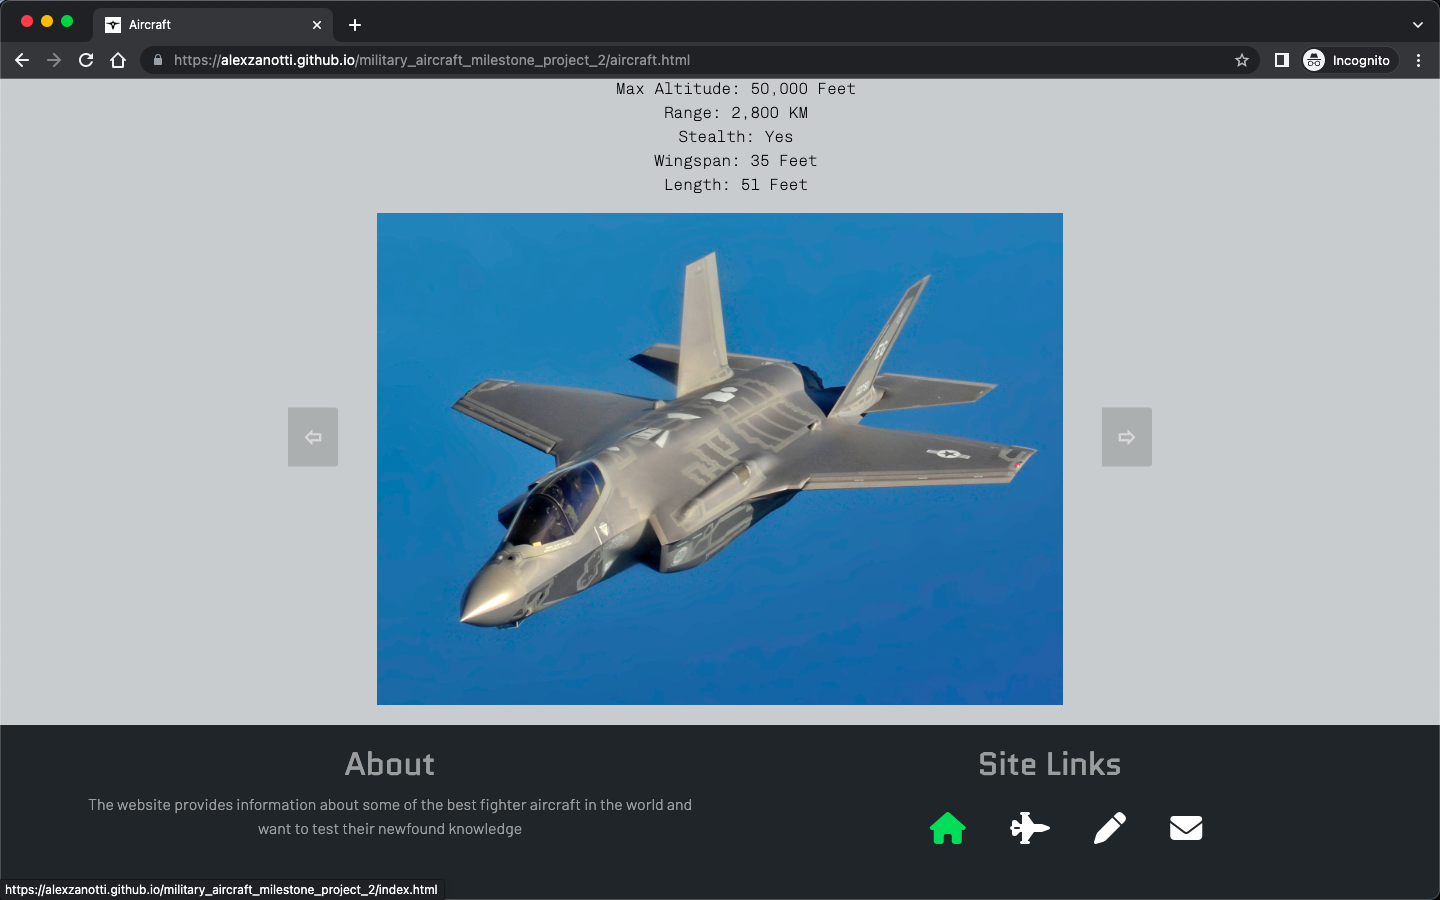 Aircraft
https://alexzanotti.github.io/military_aircraft_milestone_project_2/aircraft.html
Incognito
Max Altitude: 50,000 Feet
Range: 2,800 KM
Stealth: Yes
Wingspan: 35 Feet
Length: 51 Feet
About
Site Links
The website provides information about some of the best fighter aircraft in the world and
want to test their newfound knowledge
https://alexzanotti.github.io/military_aircraft_milestone_project_2/index.html